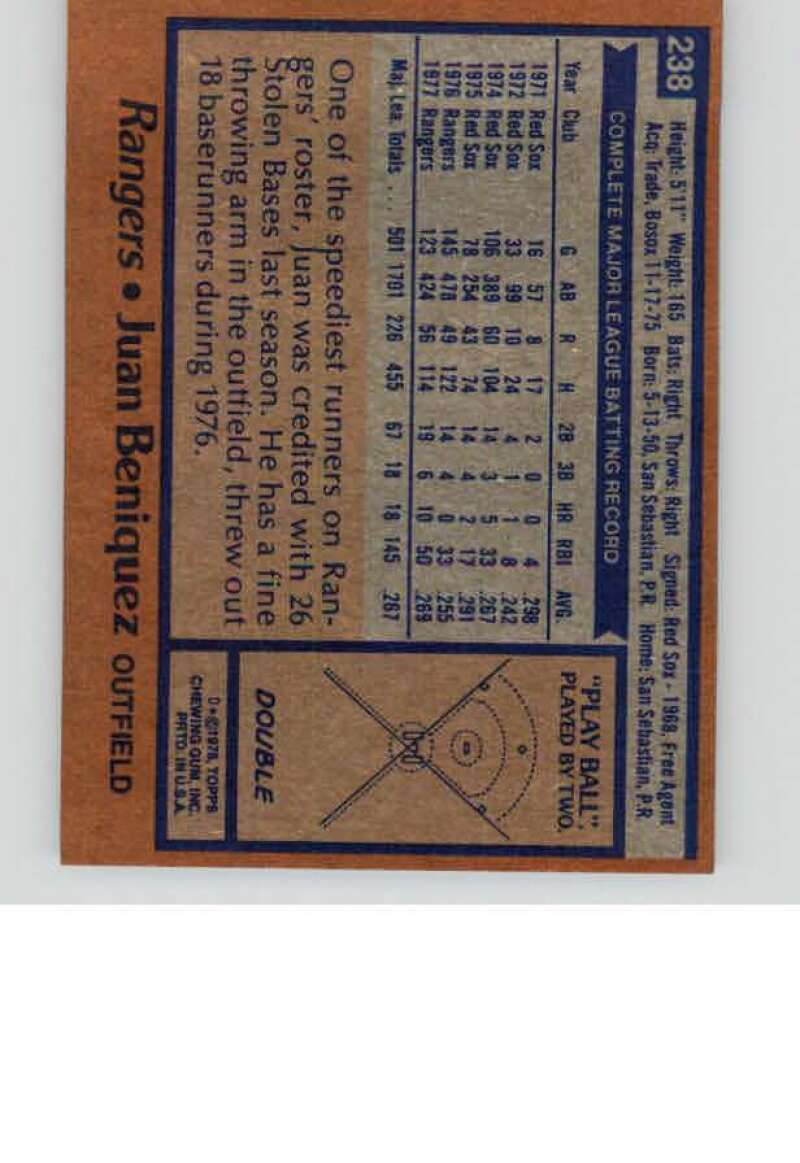 238
Height: 5'11" Weight: 165 Bats: Right Throws: Right Signed: Red Sox - 1968, Free Agent
Acq: Trade, Bosox 11-17-75 Born: 5-13-50, San Sebastian, P.R. Home: San Sebastian, P.R
COMPLETE MAJOR LEAGUE BATTING RECORD
Year Club G AB R H 2B 3B HR RBI AVG.
1971 Red Sox 16 57 8 17 2 0 0 4 .298
1972 Red Sox 33 99 10 24 4 1 1 8 .242
1974 Red Sox 106 389 60 104 14 3 5 33 .267
1975 Red Sox 78 254 43 74 14 4 2 17 .291
1976 Rangers 145 478 49 122 14 4 0 33 .255
1977 Rangers 123 424 56 114 19 6 10 50 .269
Maj. Lea. Totals . . . 501 1701 226 455 67 18 18 145 .267
One of the speediest runners on Ran-
gers' roster, Juan was credited with 26
Stolen Bases last season. He has a fine
throwing arm in the outfield, threw out
18 baserunners during 1976.
"PLAY BALL"
PLAYED BY TWO.
DOUBLE
©1978, TOPPS
CHEWING GUM, INC.
PRTD. IN U.S.A.
Rangers • Juan Beniquez OUTFIELD